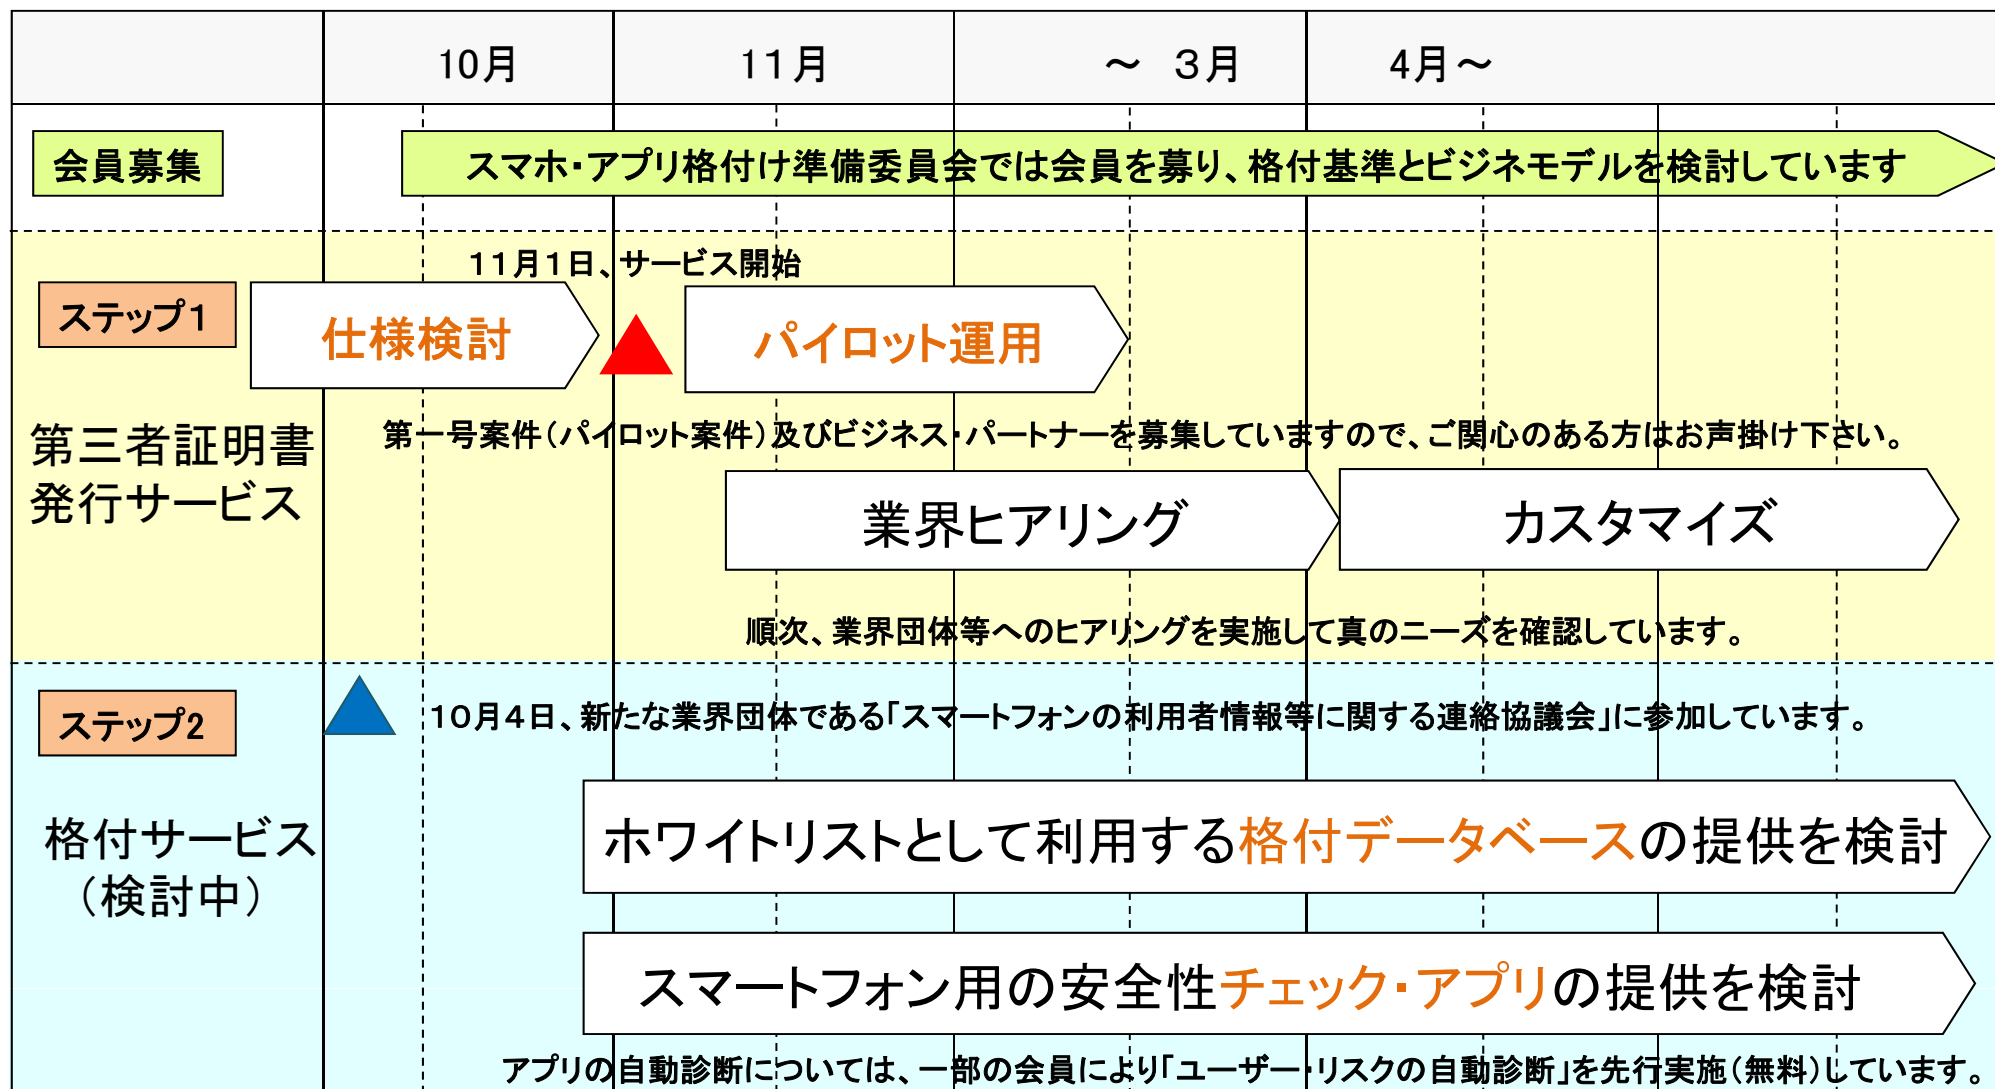 10月 11月 ～ 3月 4月～
会員募集
スマホ・アプリ格付け準備委員会では会員を募り、格付基準とビジネモデルを検討しています
11月1日、サービス開始
ステップ1
仕様検討
パイロット運用
第三者証明書
発行サービス
第一号案件（パイロット案件）及びビジネス・パートナーを募集していますので、ご関心のある方はお声掛け下さい。
業界ヒアリング
カスタマイズ
順次、業界団体等へのヒアリングを実施して真のニーズを確認しています。
ステップ2
10月4日、新たな業界団体である「スマートフォンの利用者情報等に関する連絡協議会」に参加しています。
格付サービス
（検討中）
ホワイトリストとして利用する格付データベースの提供を検討
スマートフォン用の安全性チェック・アプリの提供を検討
アプリの自動診断については、一部の会員により「ユーザー・リスクの自動診断」を先行実施（無料）しています。